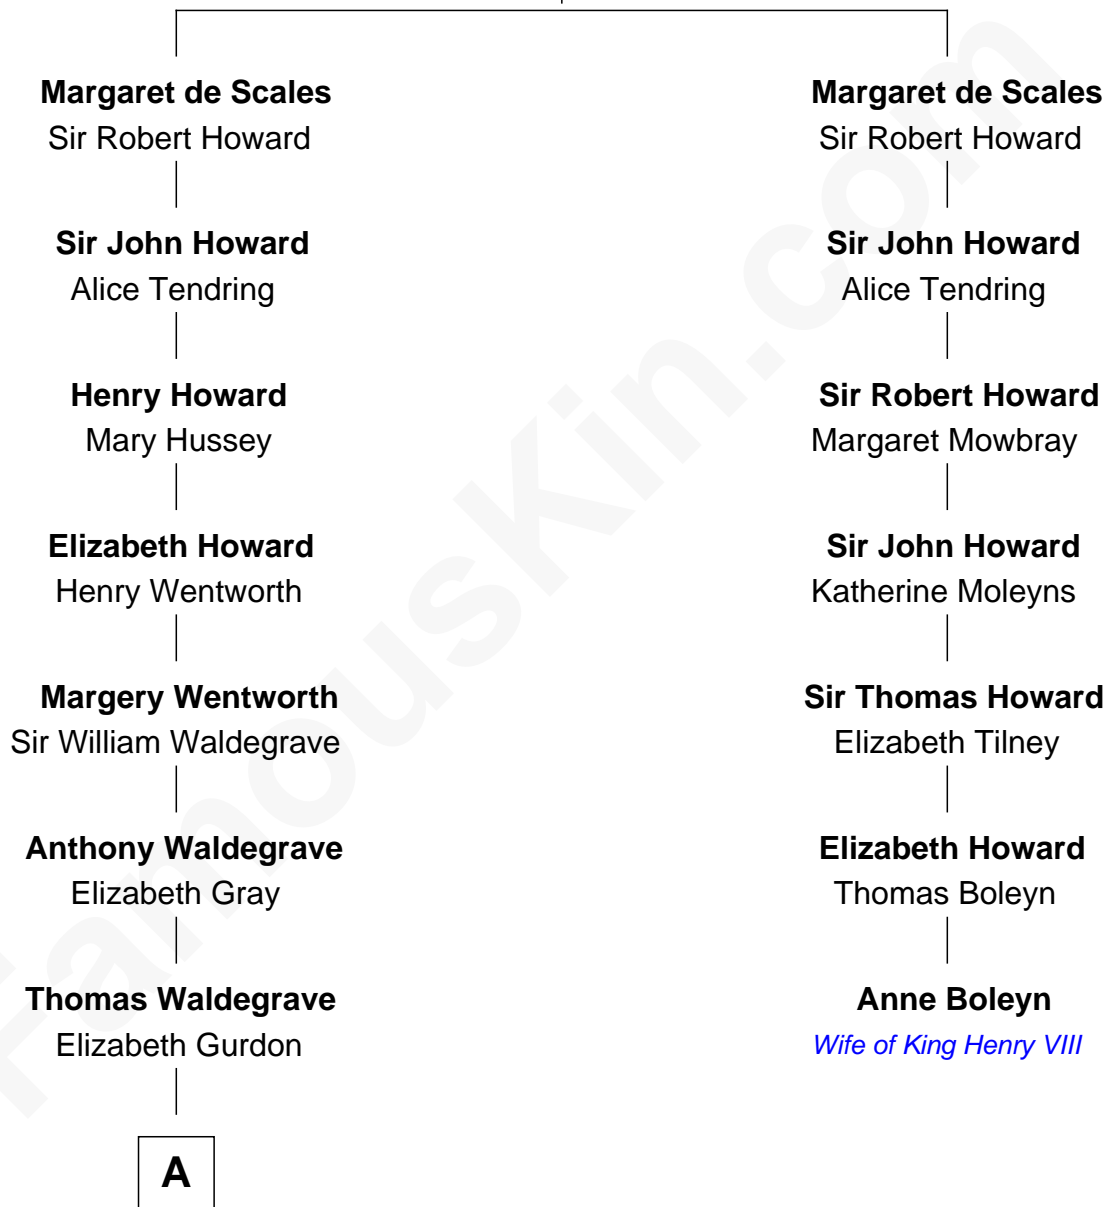 Margaret de Scales
Sir Robert Howard
Sir John Howard
Alice Tendring
Henry Howard
Mary Hussey
Elizabeth Howard
Henry Wentworth
Margery Wentworth
Sir William Waldegrave
Anthony Waldegrave
Elizabeth Gray
Thomas Waldegrave
Elizabeth Gurdon
A
Margaret de Scales
Sir Robert Howard
Sir John Howard
Alice Tendring
Sir Robert Howard
Margaret Mowbray
Sir John Howard
Katherine Moleyns
Sir Thomas Howard
Elizabeth Tilney
Elizabeth Howard
Thomas Boleyn
Anne Boleyn
Wife of King Henry VIII
FamousKin.com